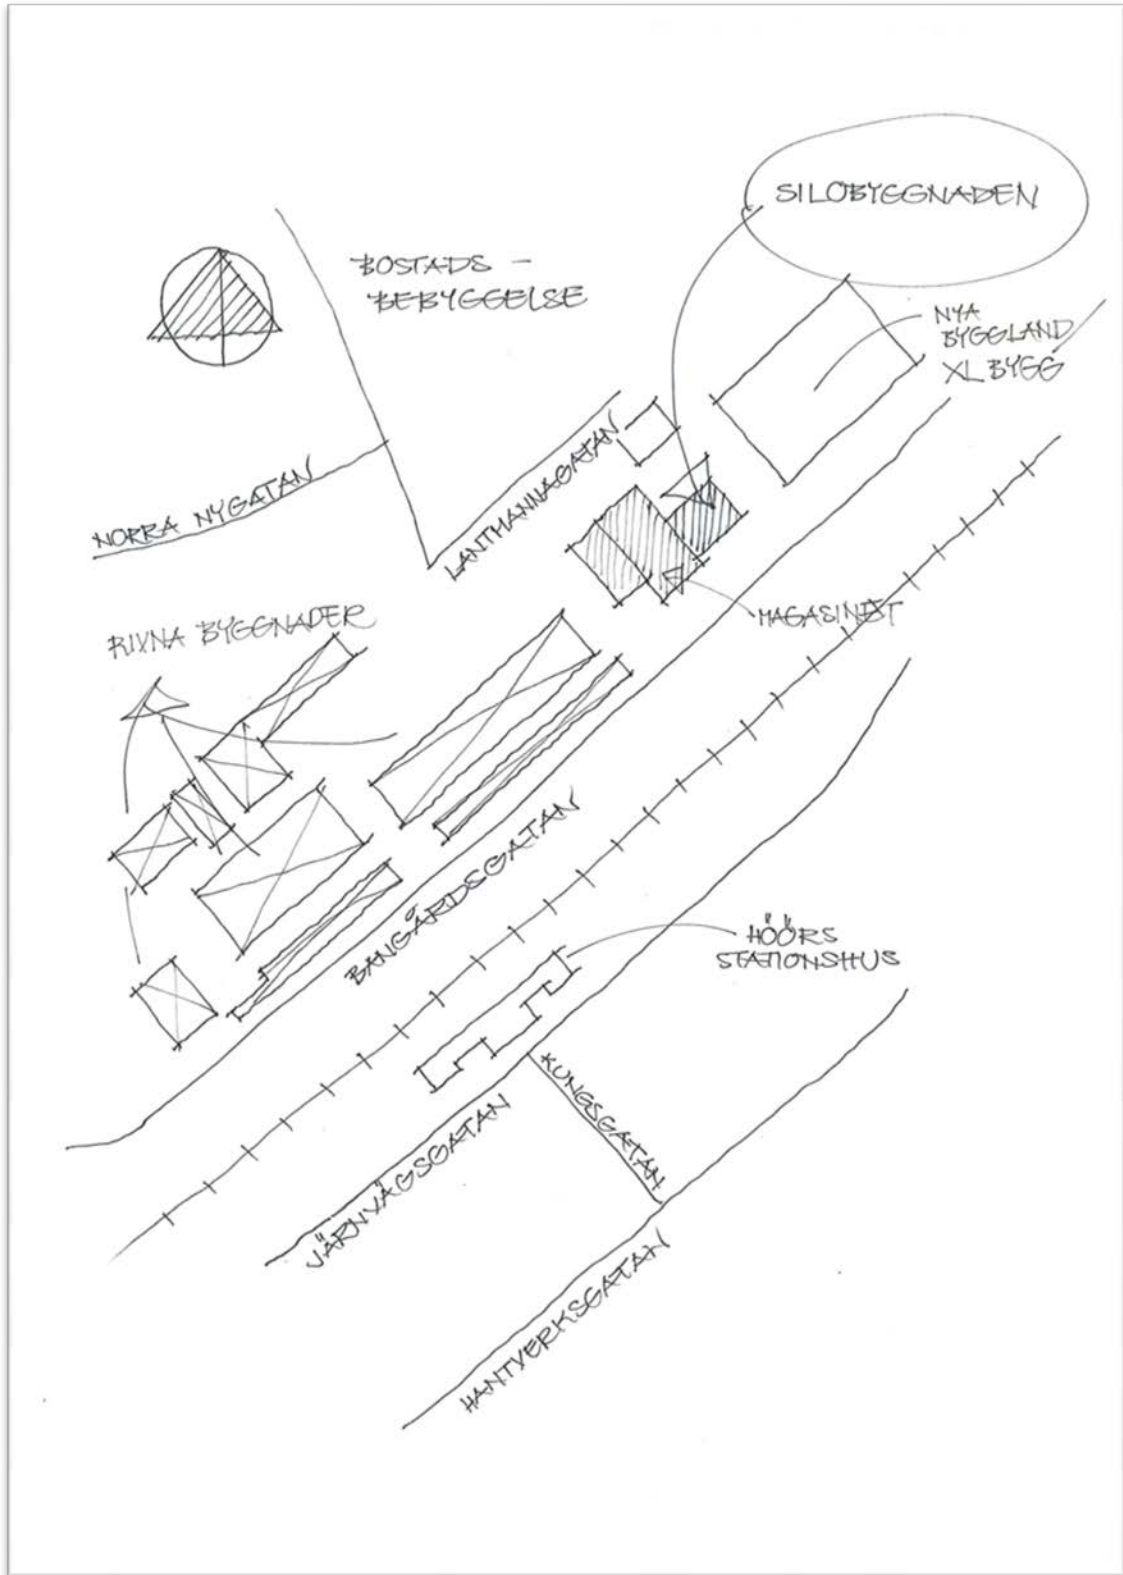 SILOBYGGNADEN
BOSTADS -
BEBYGGELSE
NYA
BYGGLAND
XL BYGG
LANTMANNAGATAN
NORRA NYGATAN
MAGASINET
RIVNA BYGGNADER
BANGÅRDSGATAN
HÖÖRS
STATIONSHUS
KUNGSGATAN
JÄRNVÄGSGATAN
HANTVERKSGATAN